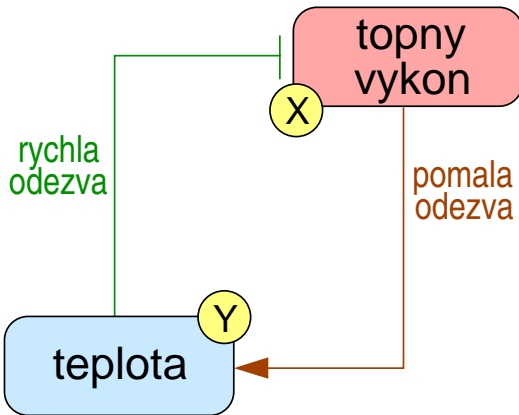 topny
vykon
X
rychla
odezva
pomala
odezva
Y
teplota